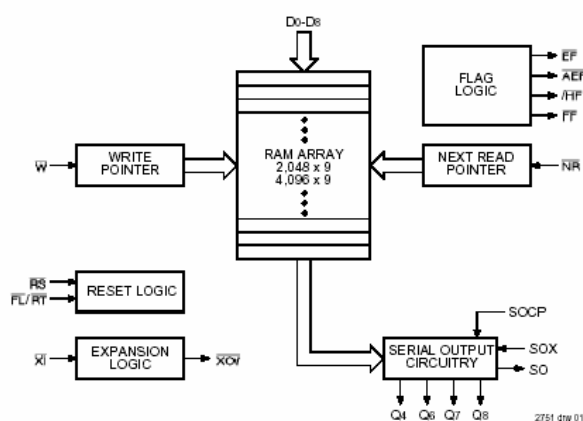 D0-D8
FLAG
LOGIC
EF
AEF
/HF
FF
W
WRITE
POINTER
RAM ARRAY
2,048 x 9
4,096 x 9
NEXT READ
POINTER
NR
RS
FL/RT
RESET LOGIC
XI
EXPANSION
LOGIC
XO/
SOCP
SERIAL OUTPUT
CIRCUITRY
SOX
SO
Q4 Q6 Q7 Q8
2751 drw 01